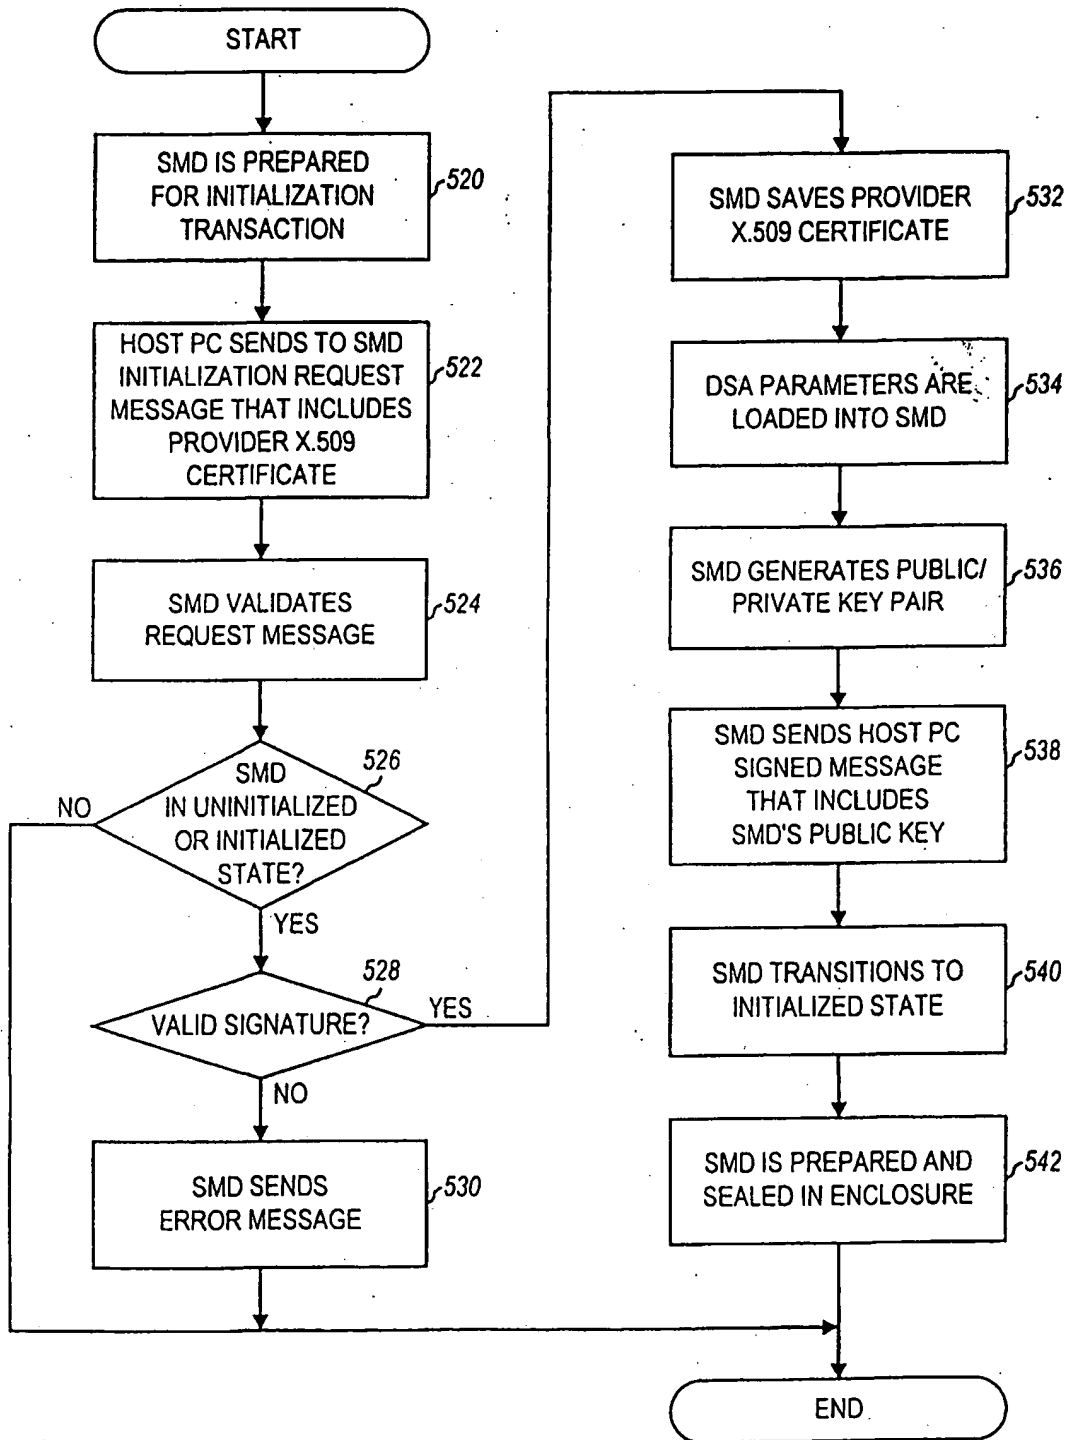 START
SMD IS PREPARED
FOR INITIALIZATION
TRANSACTION
520
HOST PC SENDS TO SMD
INITIALIZATION REQUEST
MESSAGE THAT INCLUDES
PROVIDER X.509
CERTIFICATE
522
SMD VALIDATES
REQUEST MESSAGE
524
SMD
IN UNINITIALIZED
OR INITIALIZED
STATE?
526
NO
YES
VALID SIGNATURE?
528
YES
NO
SMD SENDS
ERROR MESSAGE
530
SMD SAVES PROVIDER
X.509 CERTIFICATE
532
DSA PARAMETERS ARE
LOADED INTO SMD
534
SMD GENERATES PUBLIC/
PRIVATE KEY PAIR
536
SMD SENDS HOST PC
SIGNED MESSAGE
THAT INCLUDES
SMD'S PUBLIC KEY
538
SMD TRANSITIONS TO
INITIALIZED STATE
540
SMD IS PREPARED AND
SEALED IN ENCLOSURE
542
END